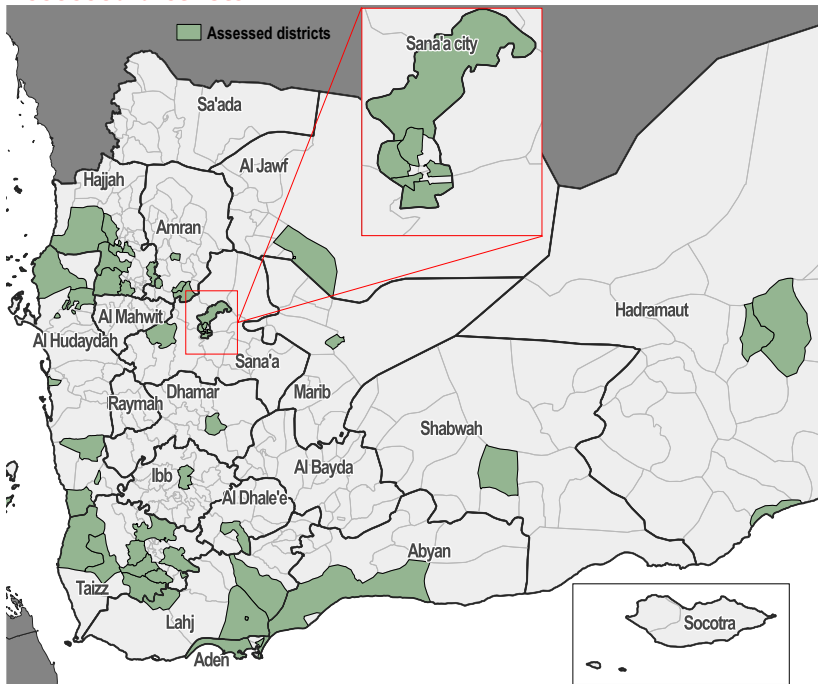 Assessed districts
Sana'a city
Sa'ada
Al Jawf
Hajjah
Amran
Hadramaut
Al Mahwit
Al Hudaydah
Sana'a
Dhamar
Marib
Raymah
Shabwah
Ibb
Al Bayda
Al Dhale'e
Abyan
Taizz
Lahj
Socotra
Aden